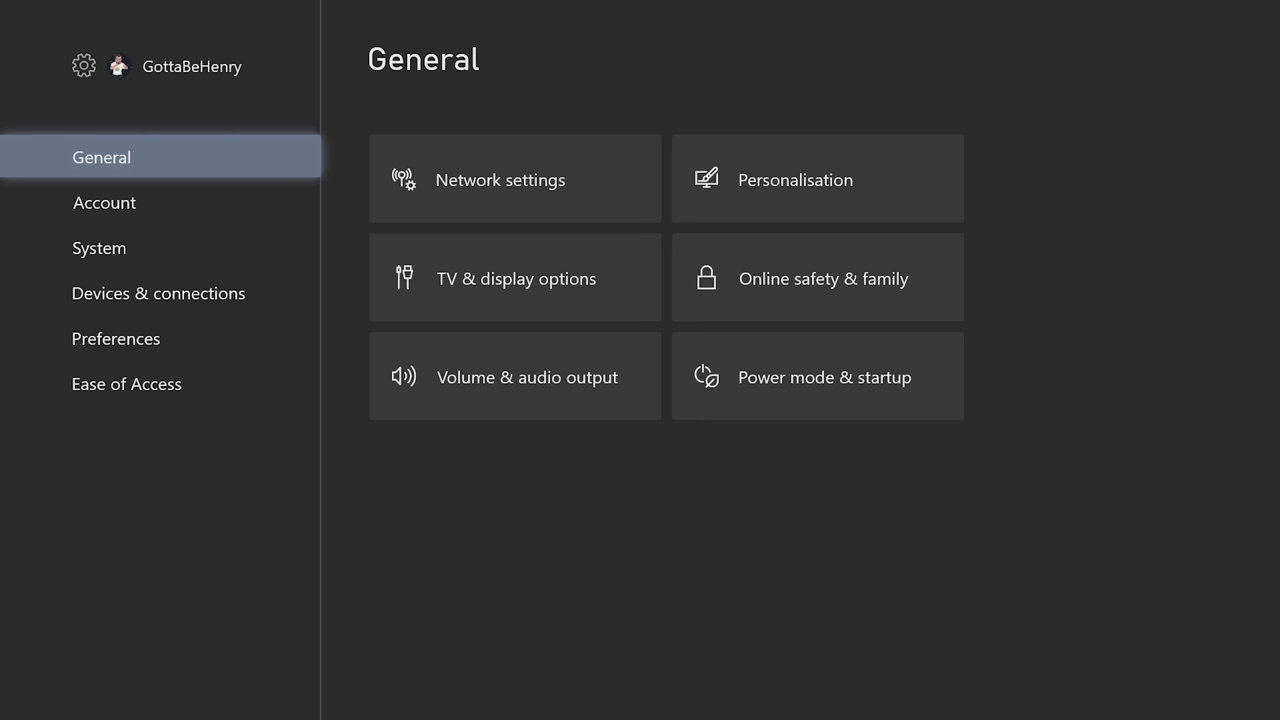 GottaBeHenry
General
Account
System
Devices & connections
Preferences
Ease of Access
General
Network settings
Personalisation
TV & display options
Online safety & family
Volume & audio output
Power mode & startup